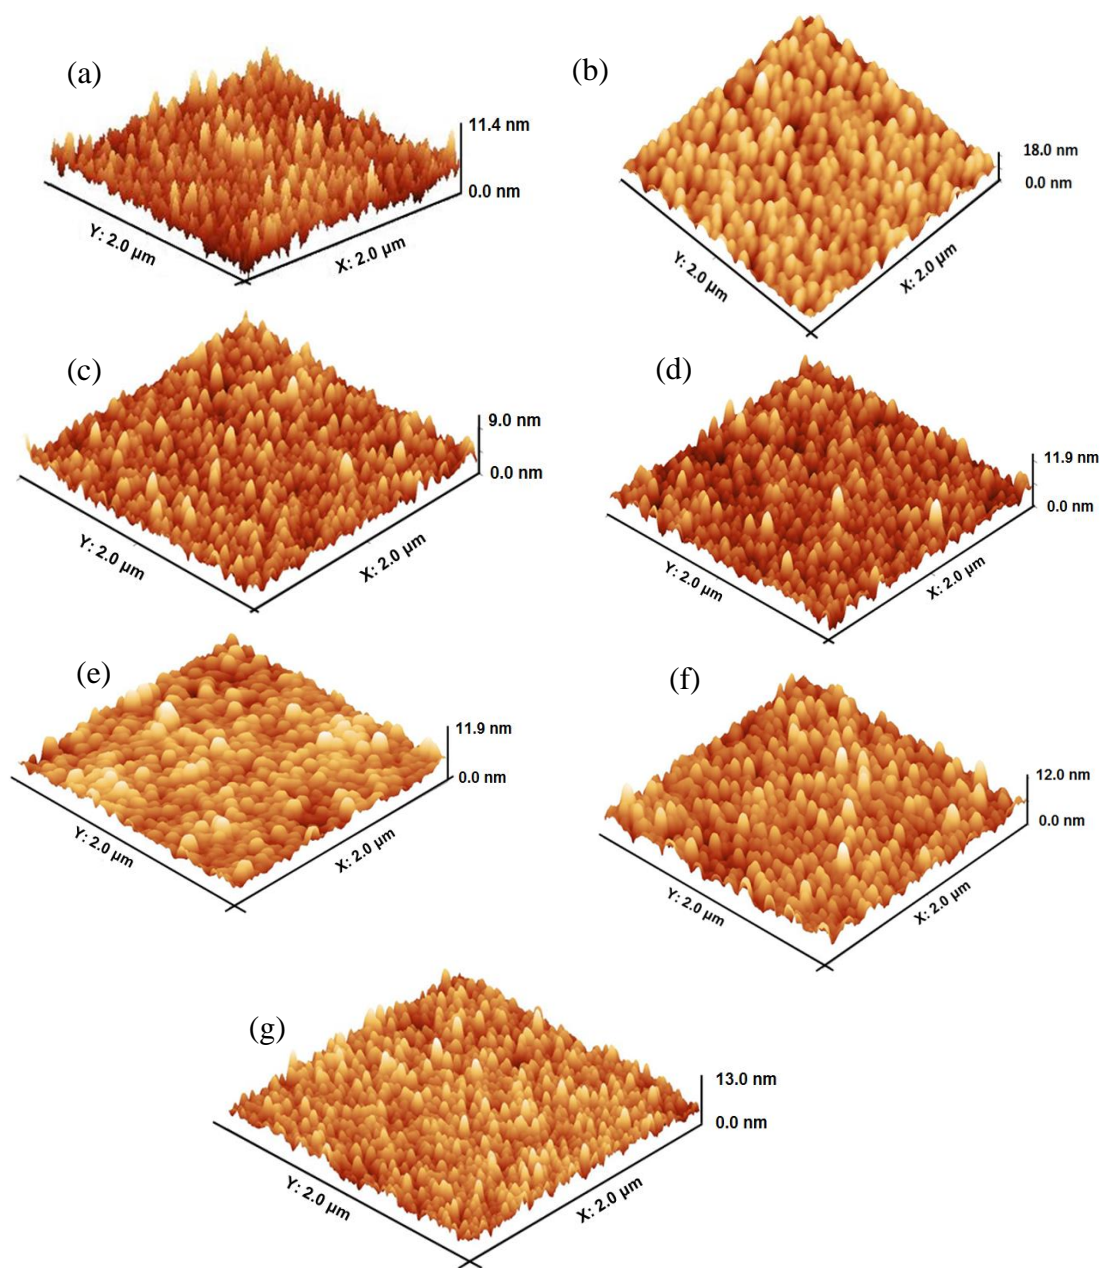 (a)
11.4 nm
0.0 nm
Y: 2.0 µm
X: 2.0 µm
(b)
18.0 nm
0.0 nm
Y: 2.0 µm
X: 2.0 µm
(c)
9.0 nm
0.0 nm
Y: 2.0 µm
X: 2.0 µm
(d)
11.9 nm
0.0 nm
Y: 2.0 µm
X: 2.0 µm
(e)
11.9 nm
0.0 nm
Y: 2.0 µm
X: 2.0 µm
(f)
12.0 nm
0.0 nm
Y: 2.0 µm
X: 2.0 µm
(g)
13.0 nm
0.0 nm
Y: 2.0 µm
X: 2.0 µm